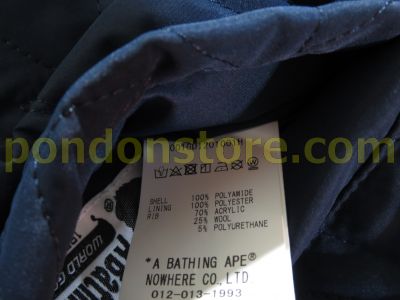 pondonstore.com
SHELL 100% POLYAMIDE
LINING 100% POLYESTER
RIB 70% ACRYLIC
25% WOOL
5% POLYURETHANE
"A BATHING APE®
NOWHERE CO.,LTD
012-013-1993
WORLD